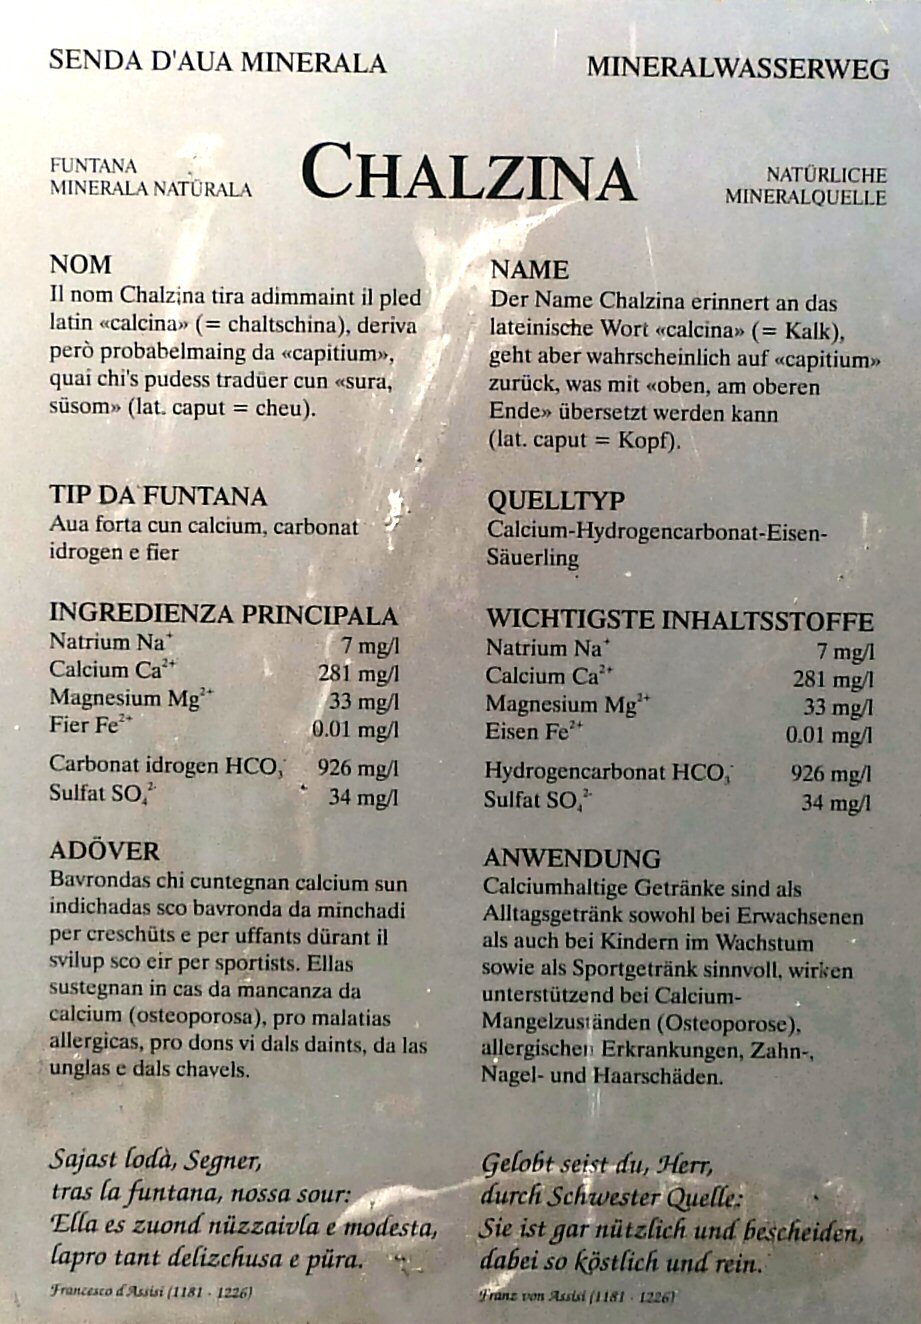 SENDA D'AUA MINERALA
MINERALWASSERWEG
FUNTANA
MINERALA NATÜRALA
CHALZINA
NATÜRLICHE
MINERALQUELLE
NOM
Il nom Chalzina tira adimmaint il pled
latin «calcina» (= chaltschina), deriva
però probabelmaing da «capitium»,
quai chi's pudess tradüer cun «sura,
süsom» (lat. caput = cheu).
TIP DA FUNTANA
Aua forta cun calcium, carbonat
idrogen e fier
INGREDIENZA PRINCIPALA
Natrium Na⁺ 7 mg/l
Calcium Ca²⁺ 281 mg/l
Magnesium Mg²⁺ 33 mg/l
Fier Fe²⁺ 0.01 mg/l
Carbonat idrogen HCO₃⁻ 926 mg/l
Sulfat SO₄²⁻ 34 mg/l
ADÖVER
Bavrondas chi cuntegnan calcium sun
indichadas sco bavronda da minchadi
per creschüts e per uffants dürant il
svilup sco eir per sportists. Ellas
sustegnan in cas da mancanza da
calcium (osteoporosa), pro malatias
allergicas, pro dons vi dals daints, da las
unglas e dals chavels.
Sajast lodà, Segner,
tras la funtana, nossa sour:
Ella es zuond nüzzaivla e modesta,
lapro tant delizchusa e püra.
Francesco d'Assisi (1181 - 1226)
NAME
Der Name Chalzina erinnert an das
lateinische Wort «calcina» (= Kalk),
geht aber wahrscheinlich auf «capitium»
zurück, was mit «oben, am oberen
Ende» übersetzt werden kann
(lat. caput = Kopf).
QUELLTYP
Calcium-Hydrogencarbonat-Eisen-
Säuerling
WICHTIGSTE INHALTSSTOFFE
Natrium Na⁺ 7 mg/l
Calcium Ca²⁺ 281 mg/l
Magnesium Mg²⁺ 33 mg/l
Eisen Fe²⁺ 0.01 mg/l
Hydrogencarbonat HCO₃⁻ 926 mg/l
Sulfat SO₄²⁻ 34 mg/l
ANWENDUNG
Calciumhaltige Getränke sind als
Alltagsgetränk sowohl bei Erwachsenen
als auch bei Kindern im Wachstum
sowie als Sportgetränk sinnvoll, wirken
unterstützend bei Calcium-
Mangelzuständen (Osteoporose),
allergischen Erkrankungen, Zahn-,
Nagel- und Haarschäden.
Gelobt seist du, Herr,
durch Schwester Quelle:
Sie ist gar nützlich und bescheiden,
dabei so köstlich und rein.
Franz von Assisi (1181 - 1226)